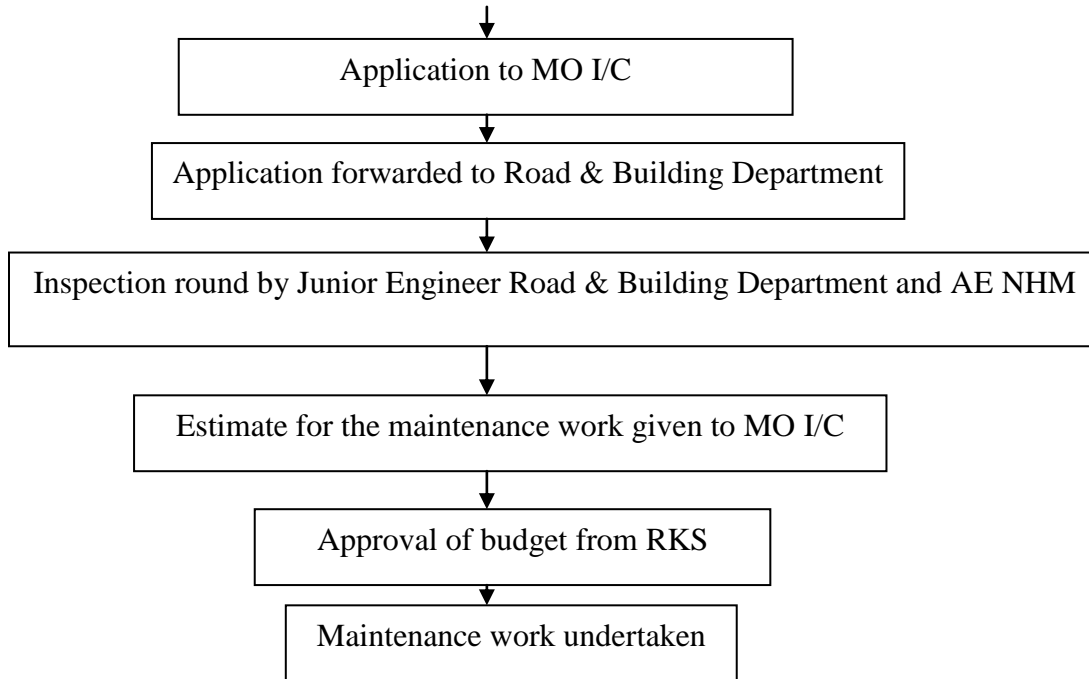 Application to MO I/C
Application forwarded to Road & Building Department
Inspection round by Junior Engineer Road & Building Department and AE NHM
Estimate for the maintenance work given to MO I/C
Approval of budget from RKS
Maintenance work undertaken